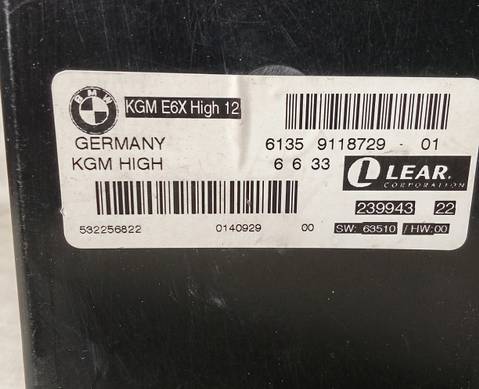 BMW
KGM E6X High 12
GERMANY
6135 9118729 - 01
KGM HIGH
6 6 33
LEAR.
CORPORATION
239943 22
532256822 0140929 00
SW: 63510 / HW:00